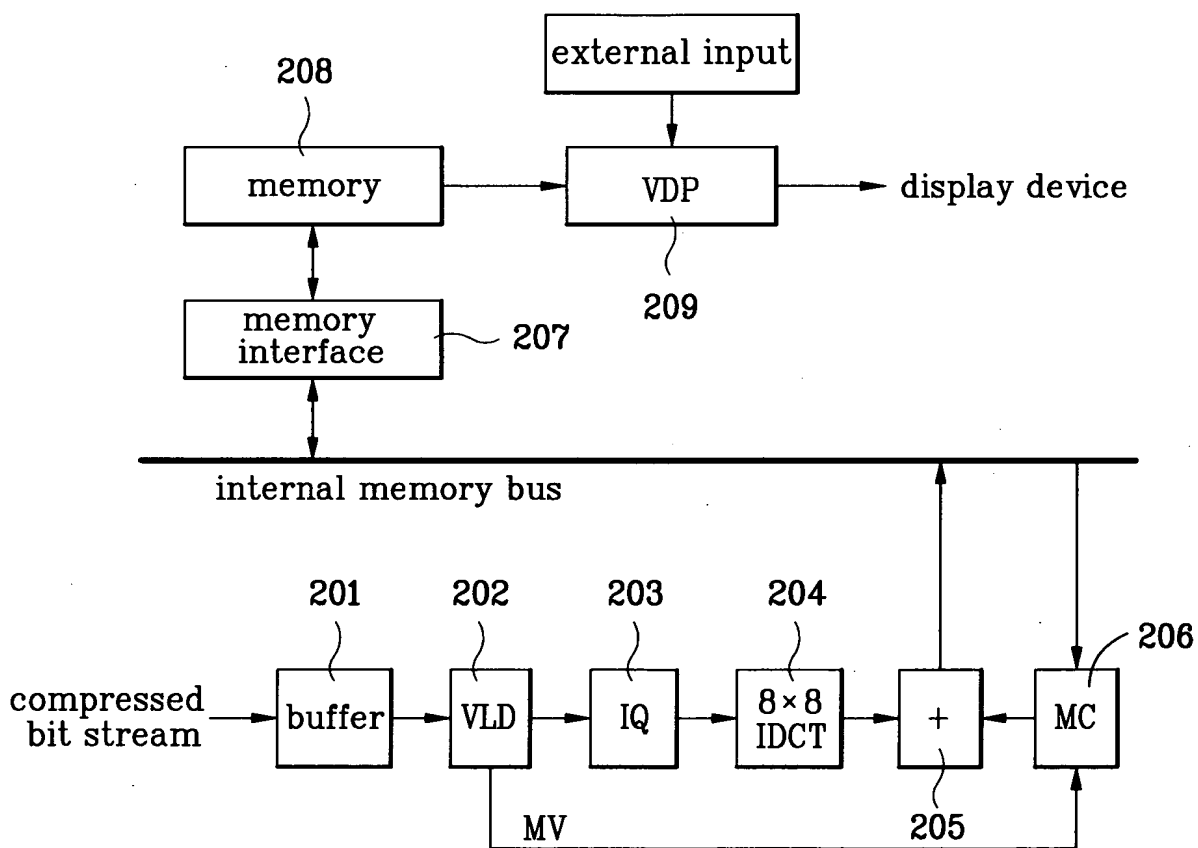 external input
208
memory
VDP
display device
209
memory
interface
207
internal memory bus
201
202
203
204
206
compressed
bit stream
buffer
VLD
IQ
8×8
IDCT
+
MC
MV
205